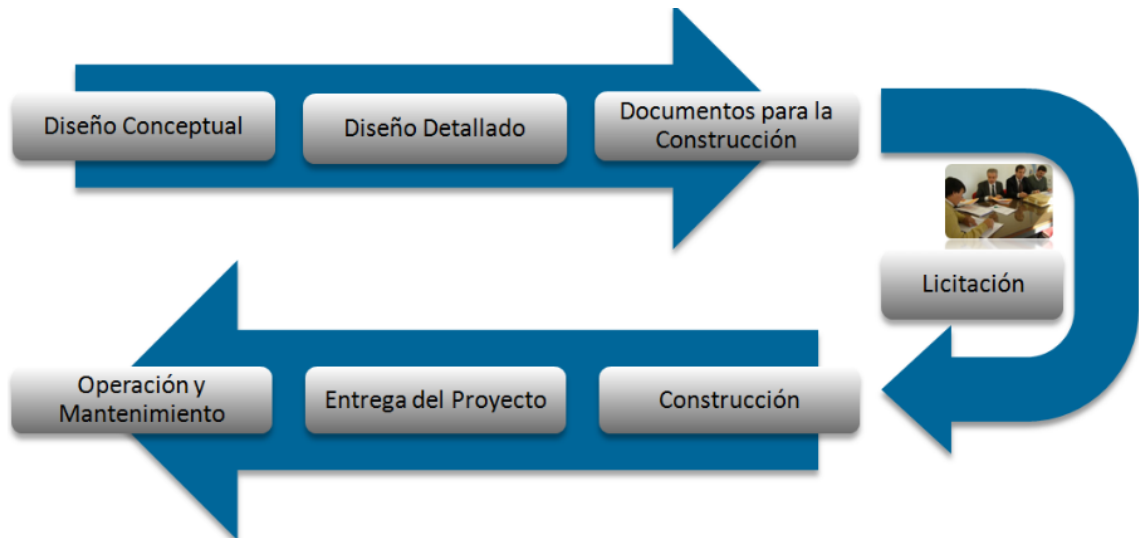 Diseño Conceptual
Diseño Detallado
Documentos para la
Construcción
Licitación
Construcción
Entrega del Proyecto
Operación y
Mantenimiento